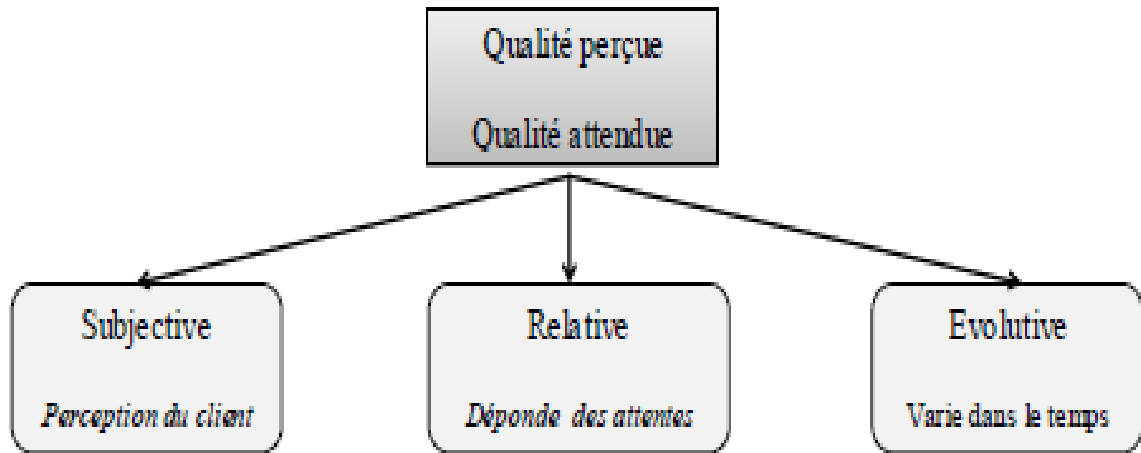 Qualité perçue
Qualité attendue
Subjective
Perception du client
Relative
Déponde des attentes
Evolutive
Varie dans le temps